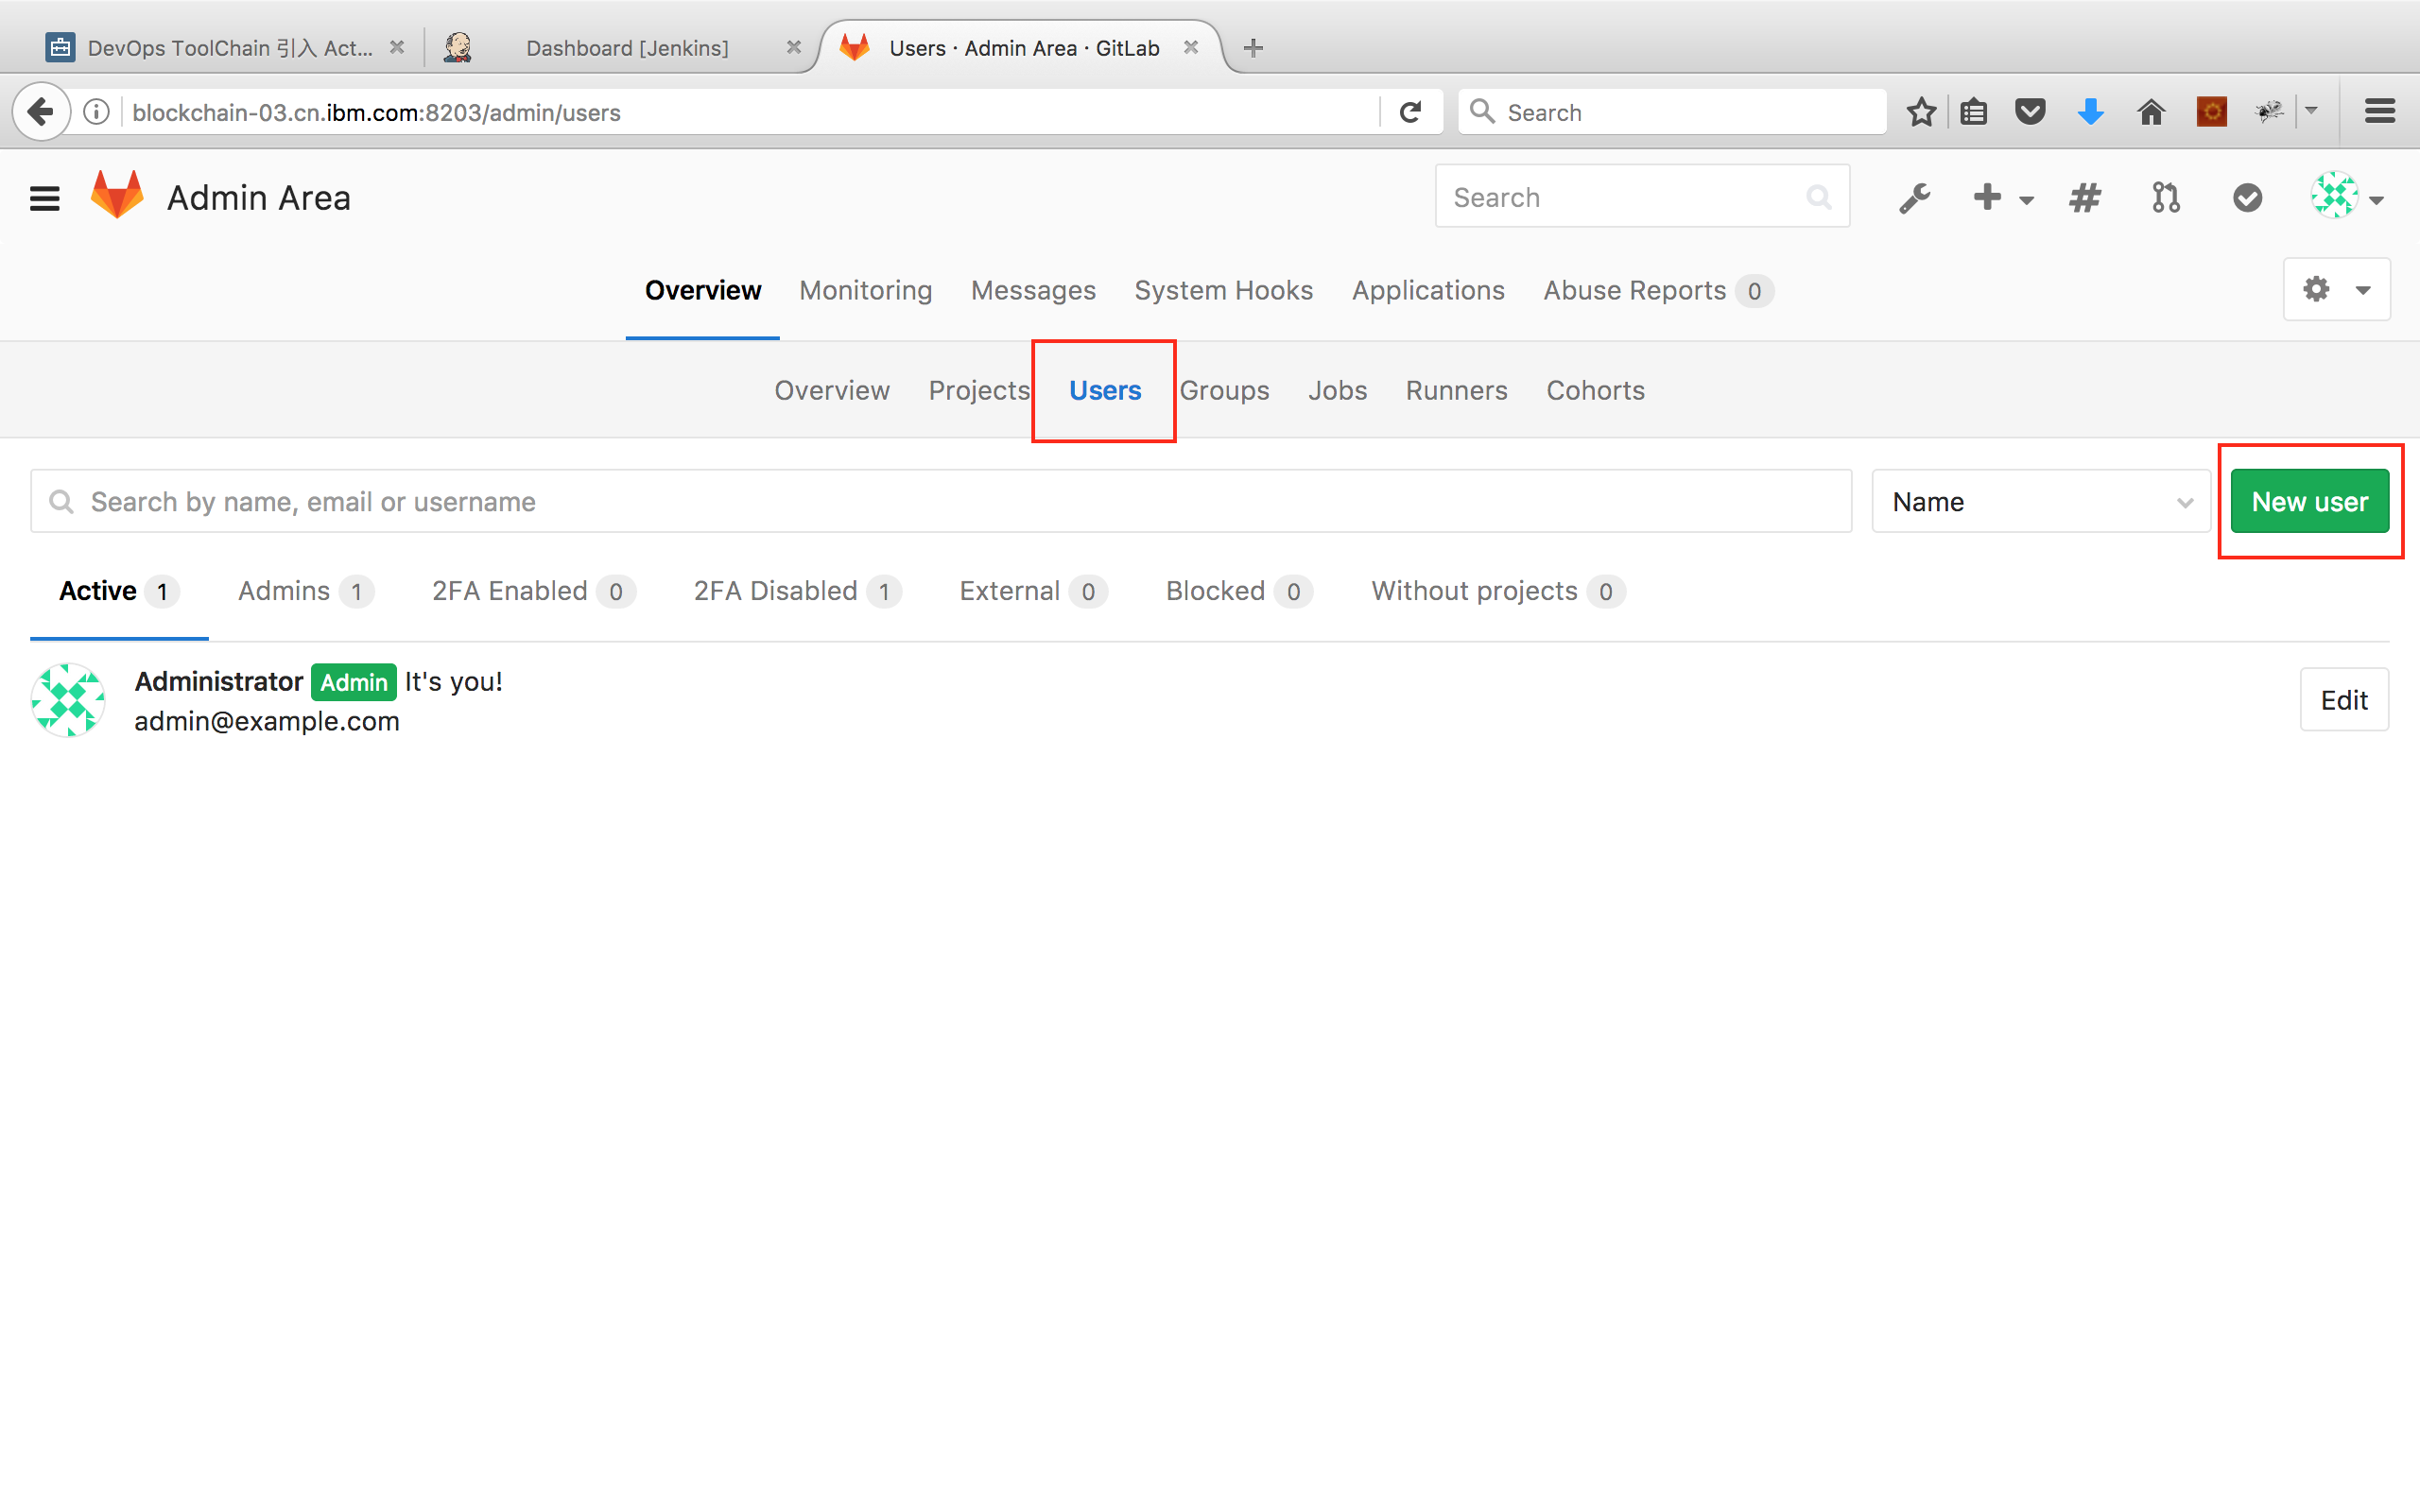 DevOps ToolChain 引入 Act...
Dashboard [Jenkins]
Users · Admin Area · GitLab
blockchain-03.cn.ibm.com:8203/admin/users
Search
Admin Area
Search
Overview Monitoring Messages System Hooks Applications Abuse Reports 0
Overview Projects Users Groups Jobs Runners Cohorts
Search by name, email or username
Name
New user
Active 1 Admins 1 2FA Enabled 0 2FA Disabled 1 External 0 Blocked 0 Without projects 0
Administrator Admin It's you!
admin@example.com
Edit